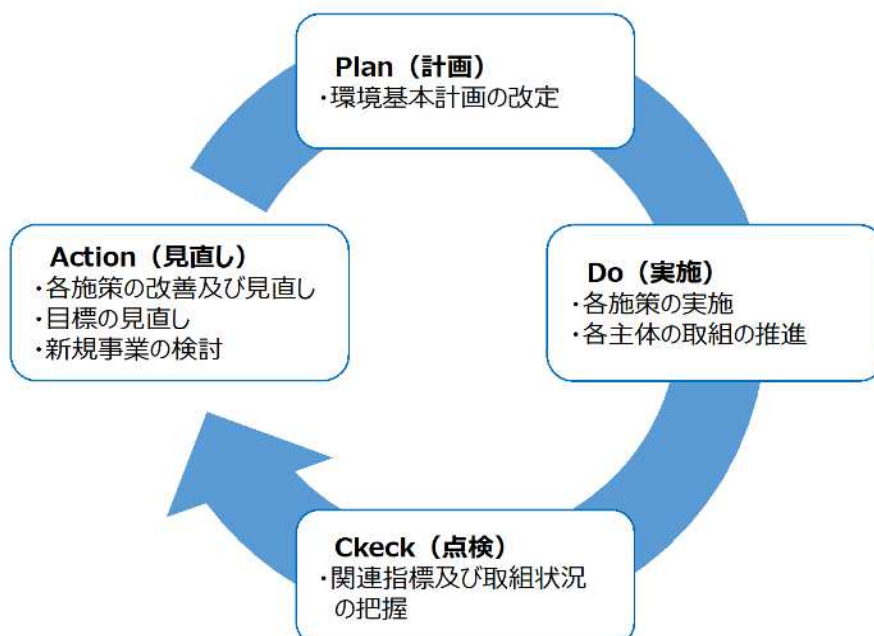 Plan（計画）
・環境基本計画の改定
Do（実施）
・各施策の実施
・各主体の取組の推進
Ckeck（点検）
・関連指標及び取組状況
の把握
Action（見直し）
・各施策の改善及び見直し
・目標の見直し
・新規事業の検討